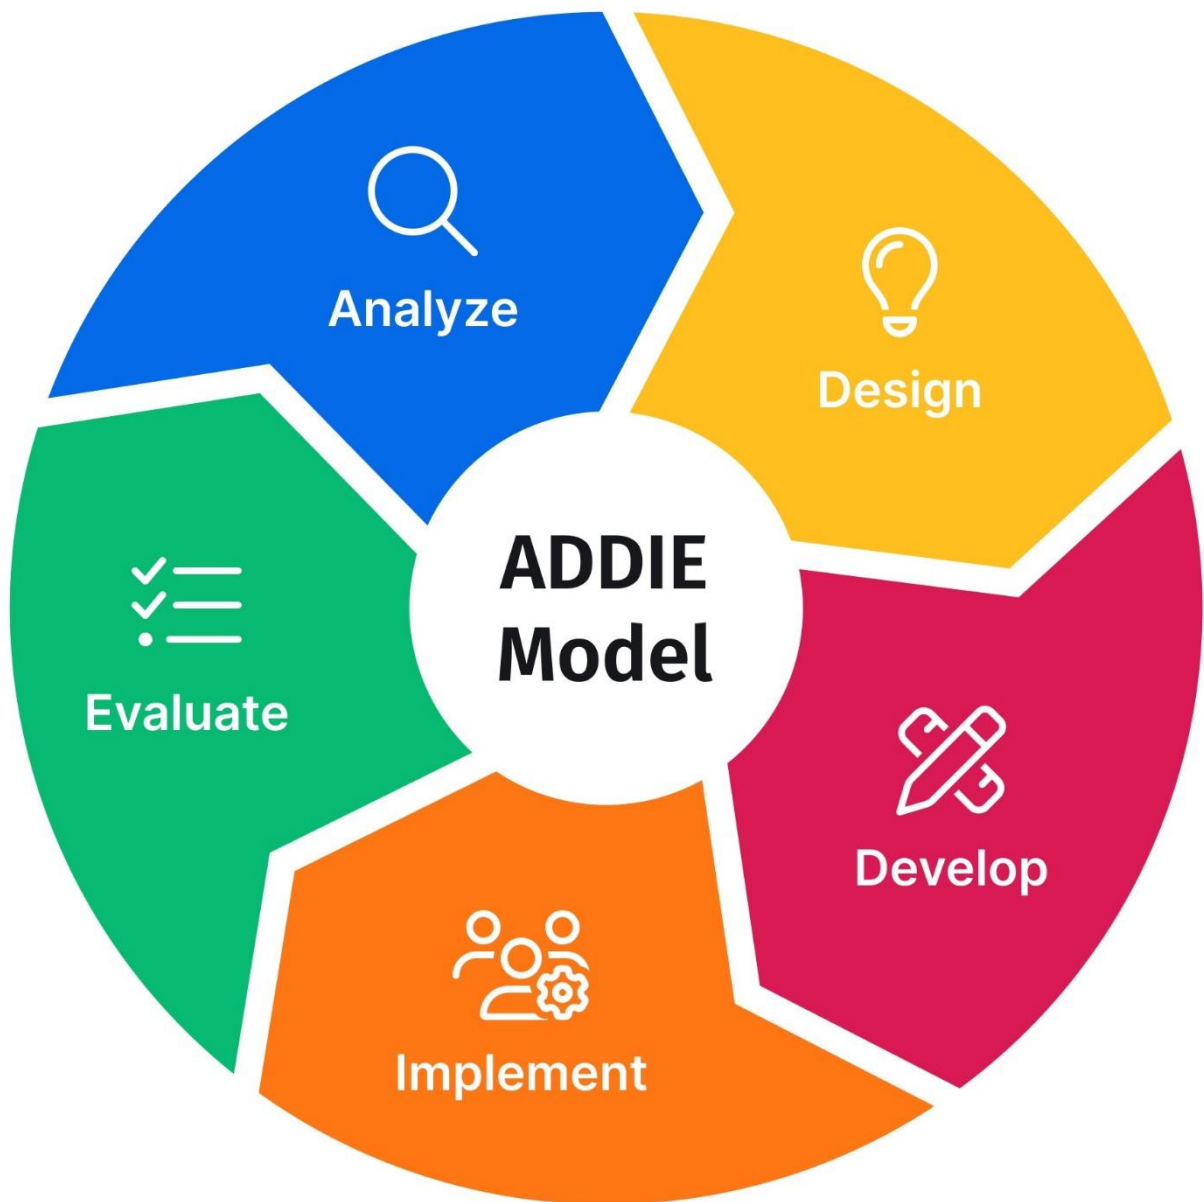 Analyze
Design
ADDIE
Model
Evaluate
Develop
Implement